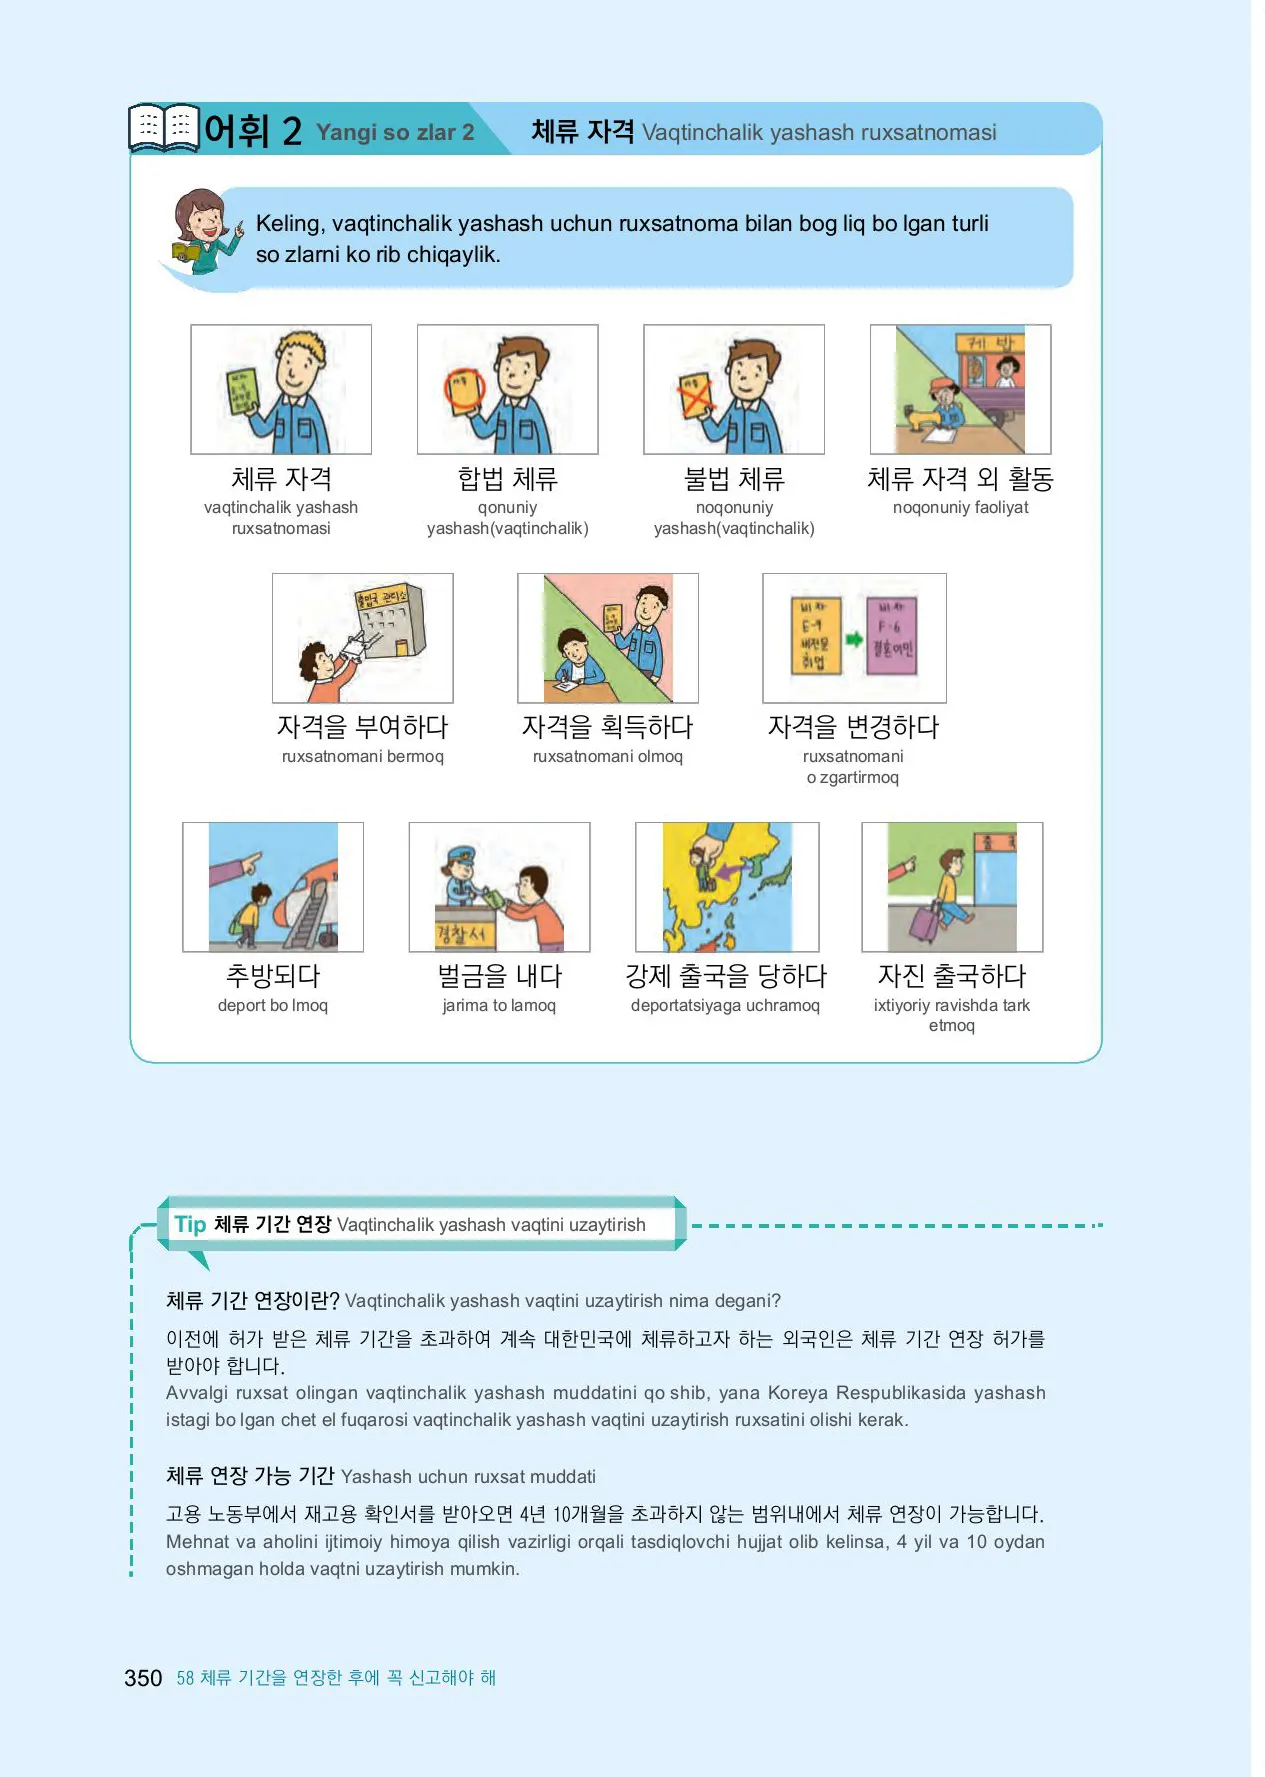 어휘 2 Yangi so zlar 2 체류 자격 Vaqtinchalik yashash ruxsatnomasi
Keling, vaqtinchalik yashash uchun ruxsatnoma bilan bog liq bo lgan turli
so zlarni ko rib chiqaylik.
체류 자격
vaqtinchalik yashash
ruxsatnomasi
합법 체류
qonuniy
yashash(vaqtinchalik)
불법 체류
noqonuniy
yashash(vaqtinchalik)
체류 자격 외 활동
noqonuniy faoliyat
출입국 관리소
비자
E-9
비전문
취업
비자
F-6
결혼이민
자격을 부여하다
ruxsatnomani bermoq
자격을 획득하다
ruxsatnomani olmoq
자격을 변경하다
ruxsatnomani
o zgartirmoq
경찰서
추방되다
deport bo lmoq
벌금을 내다
jarima to lamoq
강제 출국을 당하다
deportatsiyaga uchramoq
자진 출국하다
ixtiyoriy ravishda tark
etmoq
Tip 체류 기간 연장 Vaqtinchalik yashash vaqtini uzaytirish
체류 기간 연장이란? Vaqtinchalik yashash vaqtini uzaytirish nima degani?
이전에 허가 받은 체류 기간을 초과하여 계속 대한민국에 체류하고자 하는 외국인은 체류 기간 연장 허가를
받아야 합니다.
Avvalgi ruxsat olingan vaqtinchalik yashash muddatini qo shib, yana Koreya Respublikasida yashash
istagi bo lgan chet el fuqarosi vaqtinchalik yashash vaqtini uzaytirish ruxsatini olishi kerak.
체류 연장 가능 기간 Yashash uchun ruxsat muddati
고용 노동부에서 재고용 확인서를 받아오면 4년 10개월을 초과하지 않는 범위내에서 체류 연장이 가능합니다.
Mehnat va aholini ijtimoiy himoya qilish vazirligi orqali tasdiqlovchi hujjat olib kelinsa, 4 yil va 10 oydan
oshmagan holda vaqtni uzaytirish mumkin.
350 58 체류 기간을 연장한 후에 꼭 신고해야 해